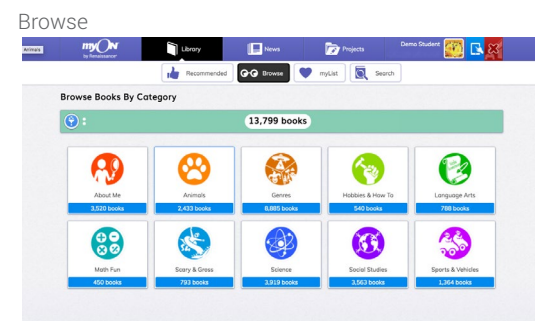 Browse
Animals
myON
by Renaissance
Library
News
Projects
Demo Student
Recommended
Browse
myList
Search
Browse Books By Category
13,799 books
About Me
Animals
Genres
Hobbies & How To
Language Arts
3,520 books
2,433 books
6,885 books
540 books
788 books
Math Fun
Scary & Gross
Science
Social Studies
Sports & Vehicles
450 books
793 books
3,919 books
3,563 books
1,364 books